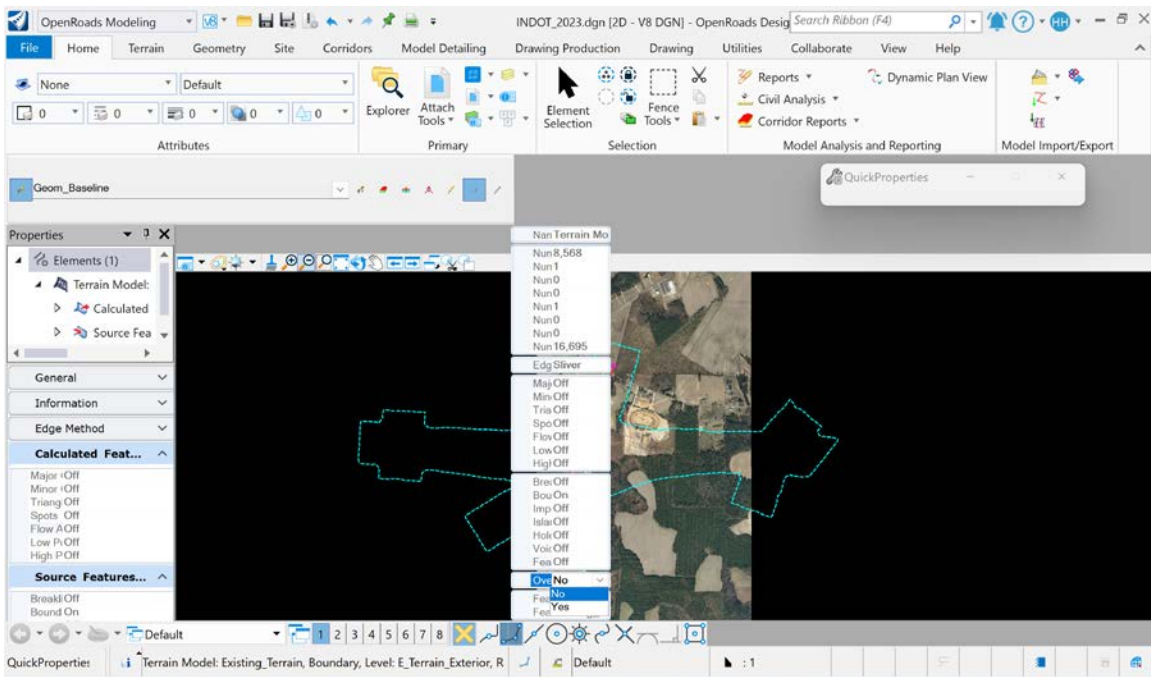 OpenRoads Modeling
V8
INDOT_2023.dgn [2D - V8 DGN] - OpenRoads Desig
Search Ribbon (F4)
HH
File Home Terrain Geometry Site Corridors Model Detailing Drawing Production Drawing Utilities Collaborate View Help
None
Default
0 0 0 0 0
Attributes
Explorer
Attach Tools
Primary
Element Selection
Fence Tools
Selection
Reports
Civil Analysis
Corridor Reports
Dynamic Plan View
Model Analysis and Reporting
Model Import/Export
Geom_Baseline
QuickProperties
Properties
Elements (1)
Terrain Model:
Calculated
Source Fea
General
Information
Edge Method
Calculated Feat...
Major Off
Minor Off
Triang Off
Spots Off
Flow A Off
Low P Off
High P Off
Source Features...
Breakl Off
Bound On
Nan Terrain Mo
Nun 8,568
Nun 1
Nun 0
Nun 0
Nun 1
Nun 0
Nun 0
Nun 16,695
Edg Sliver
Maj Off
Min Off
Tria Off
Spo Off
Flov Off
Low Off
Higl Off
Brea Off
Bou On
Imp Off
Islar Off
Hole Off
Voic Off
Fea Off
Ove No
No
Yes
Fea
Fea
Default
1 2 3 4 5 6 7 8
QuickProperties
Terrain Model: Existing_Terrain, Boundary, Level: E_Terrain_Exterior, R
Default
: 1